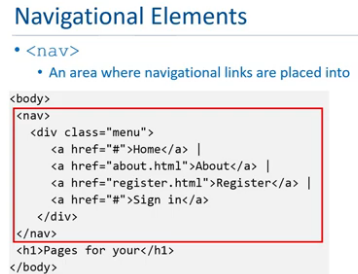 Navigational Elements
• <nav>
• An area where navigational links are placed into
<body>
<nav>
<div class="menu">
<a href="#">Home</a> |
<a href="about.html">About</a> |
<a href="register.html">Register</a> |
<a href="#">Sign in</a>
</div>
</nav>
<h1>Pages for your</h1>
</body>